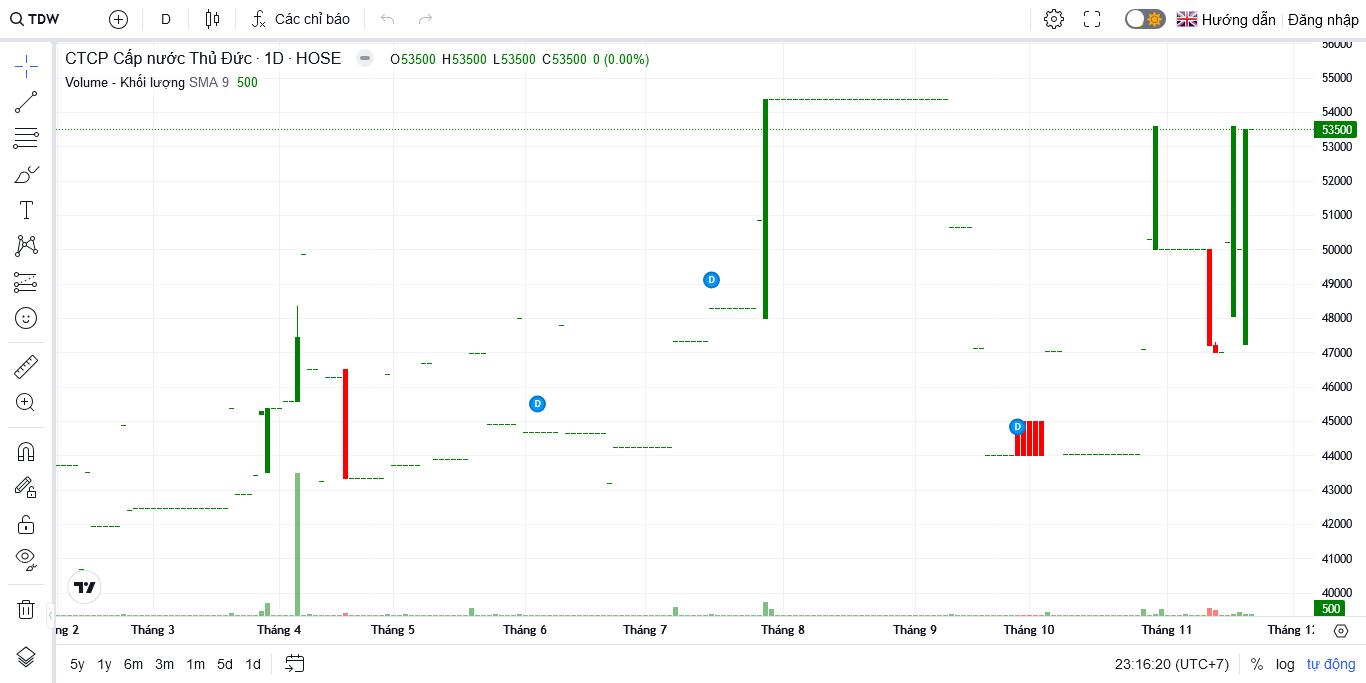 TDW D Các chỉ báo Hướng dẫn Đăng nhập
CTCP Cấp nước Thủ Đức · 1D · HOSE O53500 H53500 L53500 C53500 0 (0.00%)
Volume - Khối lượng SMA 9 500
56000
55000
54000
53500
53000
52000
51000
50000
49000
48000
47000
46000
45000
44000
43000
42000
41000
40000
500
D
D
D
ng 2 Tháng 3 Tháng 4 Tháng 5 Tháng 6 Tháng 7 Tháng 8 Tháng 9 Tháng 10 Tháng 11 Tháng 12
5y 1y 6m 3m 1m 5d 1d 23:16:20 (UTC+7) % log tự động